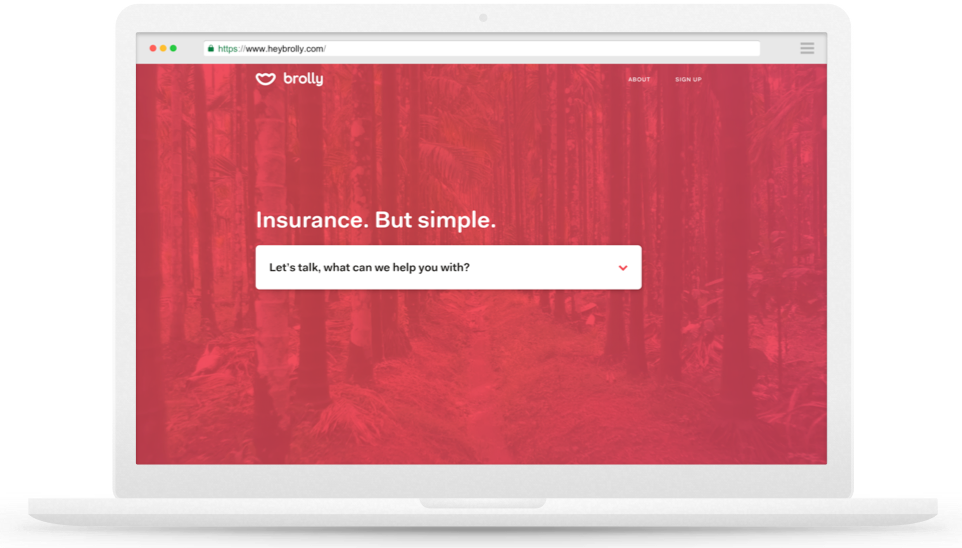 https://www.heybrolly.com/
brolly
ABOUT
SIGN UP
Insurance. But simple.
Let's talk, what can we help you with?